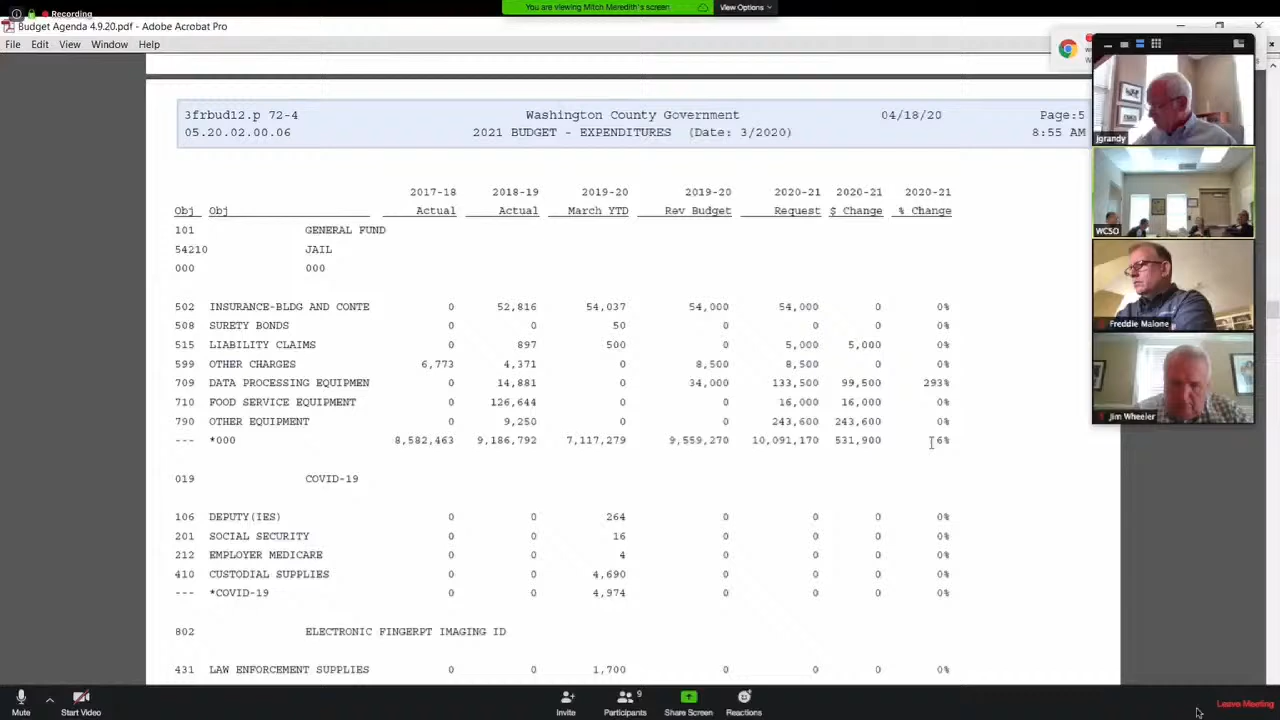 Recording
You are viewing Mitch Meredith's screen
View Options
Budget Agenda 4.9.20.pdf - Adobe Acrobat Pro
File Edit View Window Help
3frbud12.p 72-4 Washington County Government 04/18/20 Page:5
05.20.02.00.06 2021 BUDGET - EXPENDITURES (Date: 3/2020) 8:55 AM
2017-18 2018-19 2019-20 2019-20 2020-21 2020-21 2020-21
Obj Obj Actual Actual March YTD Rev Budget Request $ Change % Change
101 GENERAL FUND
54210 JAIL
000 000
502 INSURANCE-BLDG AND CONTE 0 52,816 54,037 54,000 54,000 0 0%
508 SURETY BONDS 0 0 50 0 0 0 0%
515 LIABILITY CLAIMS 0 897 500 0 5,000 5,000 0%
599 OTHER CHARGES 6,773 4,371 0 8,500 8,500 0 0%
709 DATA PROCESSING EQUIPMEN 0 14,881 0 34,000 133,500 99,500 293%
710 FOOD SERVICE EQUIPMENT 0 126,644 0 0 16,000 16,000 0%
790 OTHER EQUIPMENT 0 9,250 0 0 243,600 243,600 0%
--- *000 8,582,463 9,186,792 7,117,279 9,559,270 10,091,170 531,900 6%
019 COVID-19
106 DEPUTY(IES) 0 0 264 0 0 0 0%
201 SOCIAL SECURITY 0 0 16 0 0 0 0%
212 EMPLOYER MEDICARE 0 0 4 0 0 0 0%
410 CUSTODIAL SUPPLIES 0 0 4,690 0 0 0 0%
--- *COVID-19 0 0 4,974 0 0 0 0%
802 ELECTRONIC FINGERPT IMAGING ID
431 LAW ENFORCEMENT SUPPLIES 0 0 1,700 0 0 0 0%
jgrandy
WCSO
Freddie Malone
Jim Wheeler
Mute
Start Video
Invite
Participants 9
Share Screen
Reactions
Leave Meeting